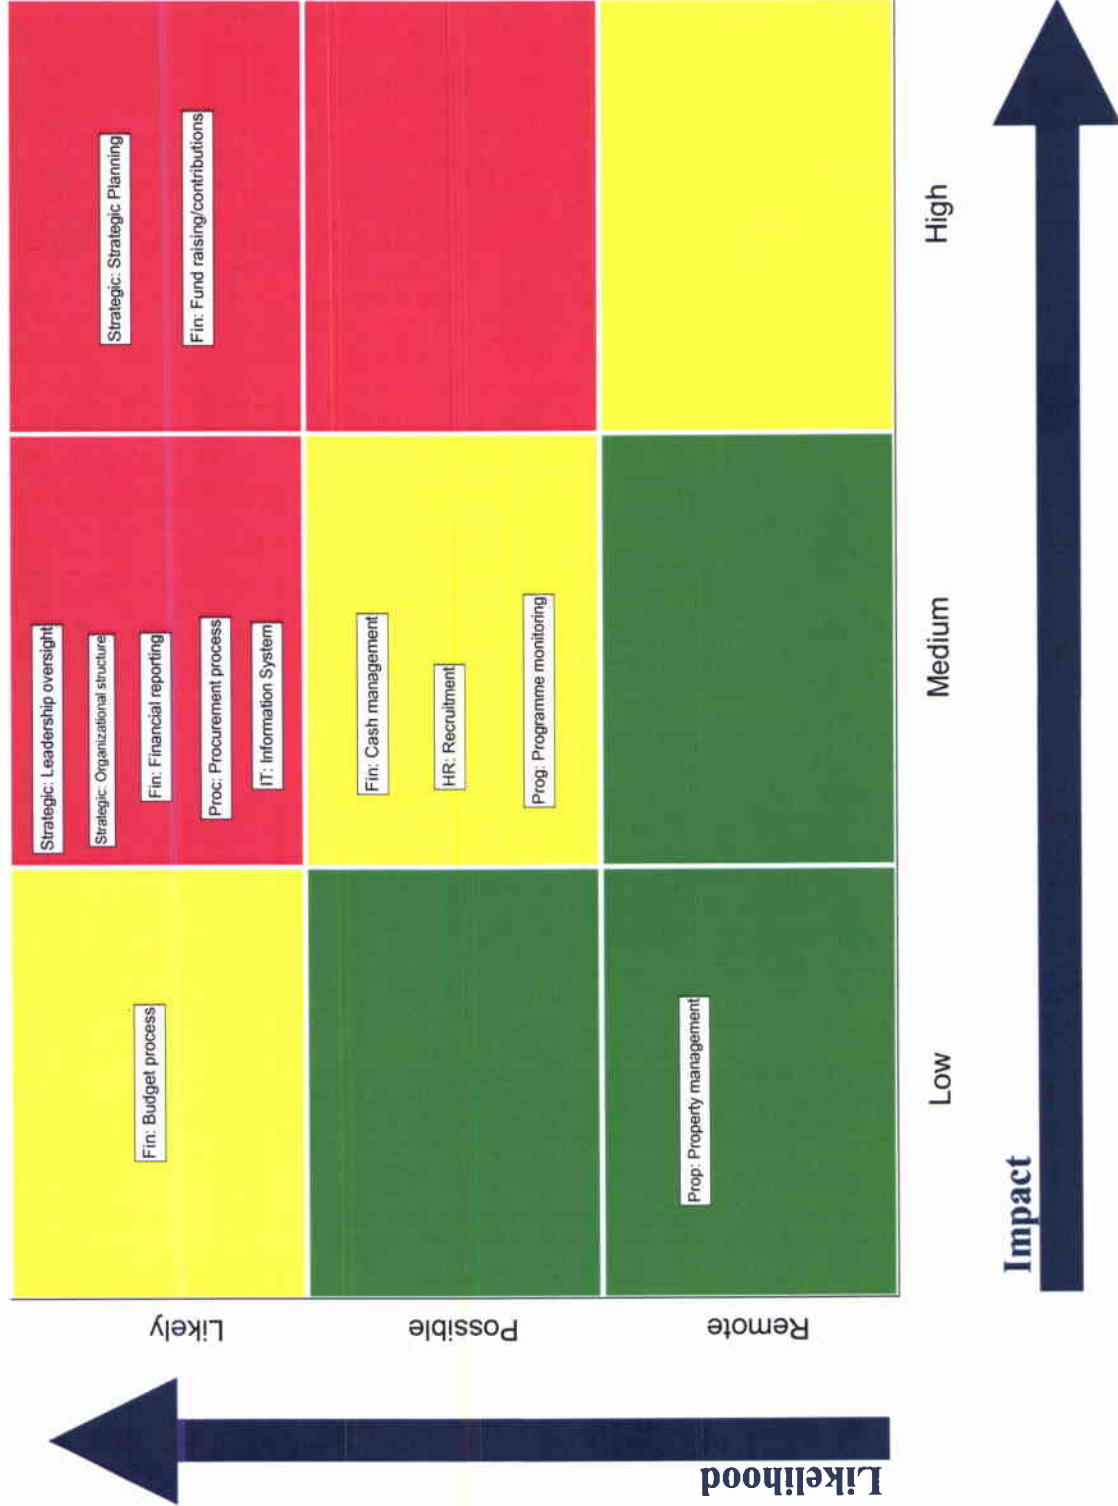 Likelihood
Likely
Possible
Remote
Fin: Budget process
Strategic: Leadership oversight
Strategic: Organizational structure
Fin: Financial reporting
Proc: Procurement process
IT: Information System
Strategic: Strategic Planning
Fin: Fund raising/contributions
Fin: Cash management
HR: Recruitment
Prog: Programme monitoring
Prop: Property management
Low
Medium
High
Impact